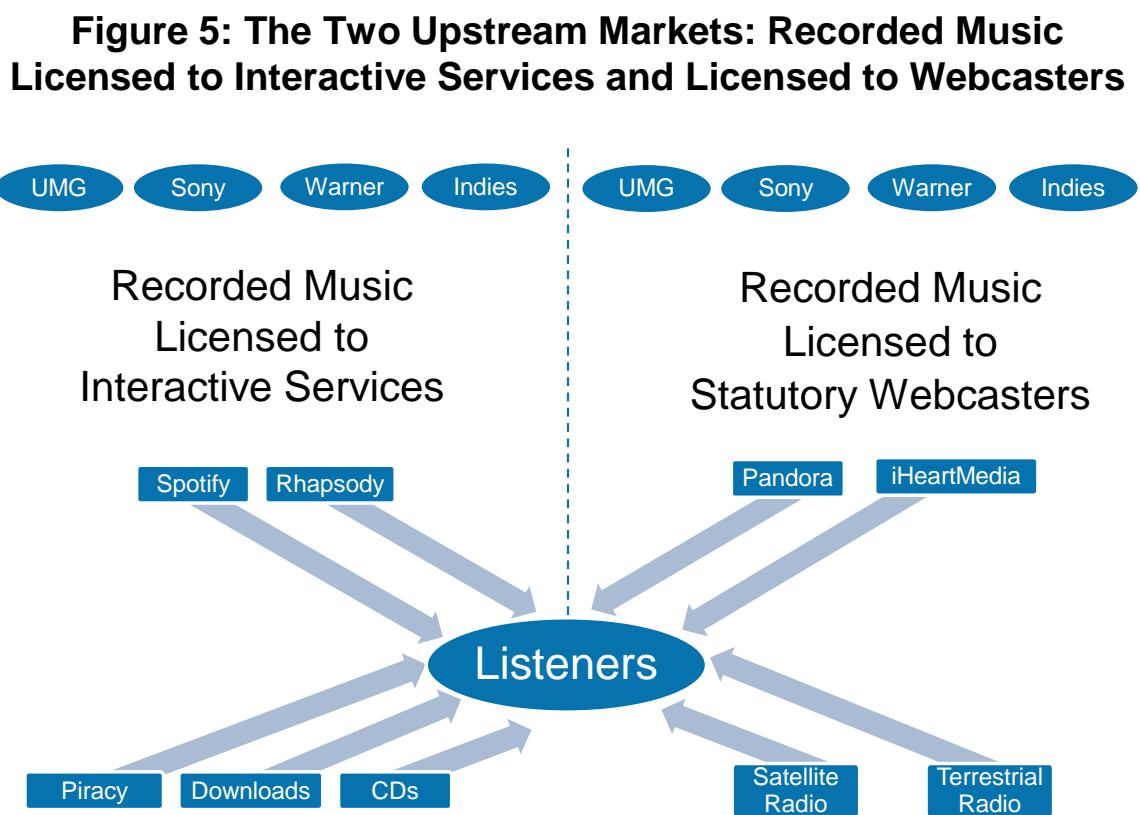 Figure 5: The Two Upstream Markets: Recorded Music
Licensed to Interactive Services and Licensed to Webcasters
UMG Sony Warner Indies UMG Sony Warner Indies
Recorded Music
Licensed to
Interactive Services
Recorded Music
Licensed to
Statutory Webcasters
Spotify Rhapsody Pandora iHeartMedia
Listeners
Piracy Downloads CDs
Satellite
Radio
Terrestrial
Radio